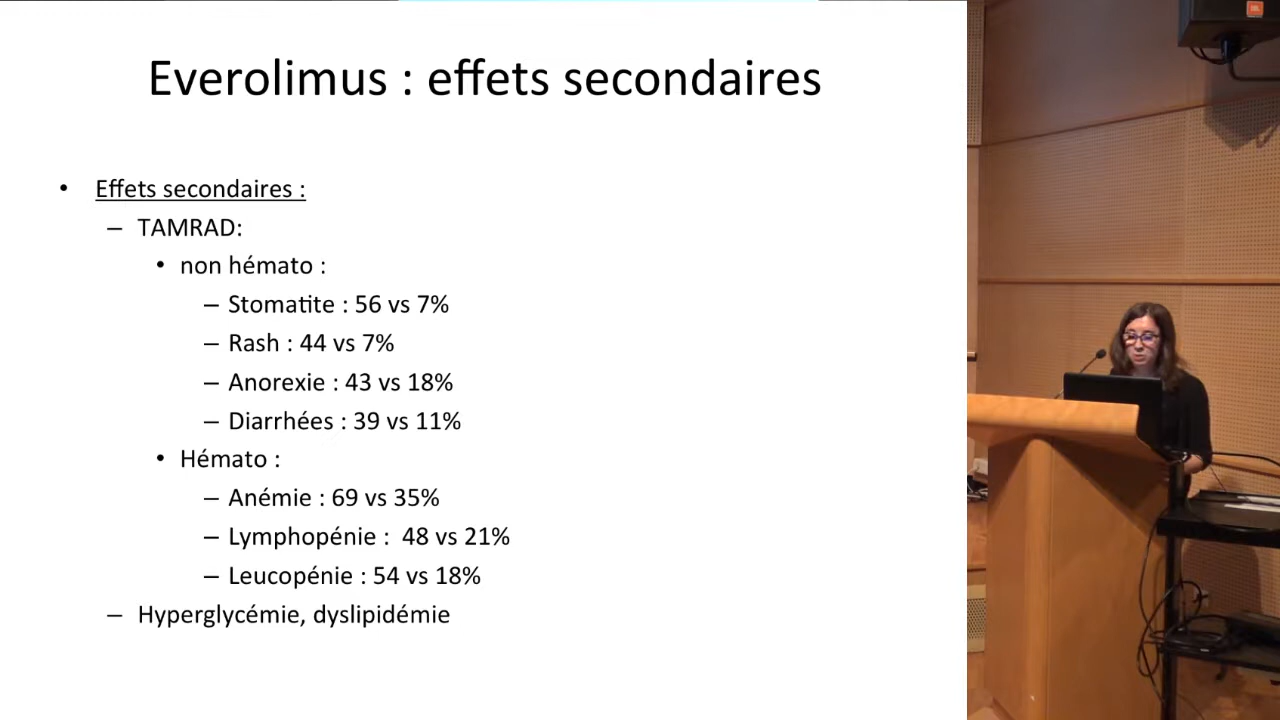 Everolimus : effets secondaires
• Effets secondaires :
– TAMRAD:
• non hémato :
– Stomatite : 56 vs 7%
– Rash : 44 vs 7%
– Anorexie : 43 vs 18%
– Diarrhées : 39 vs 11%
• Hémato :
– Anémie : 69 vs 35%
– Lymphopénie : 48 vs 21%
– Leucopénie : 54 vs 18%
– Hyperglycémie, dyslipidémie
JBL